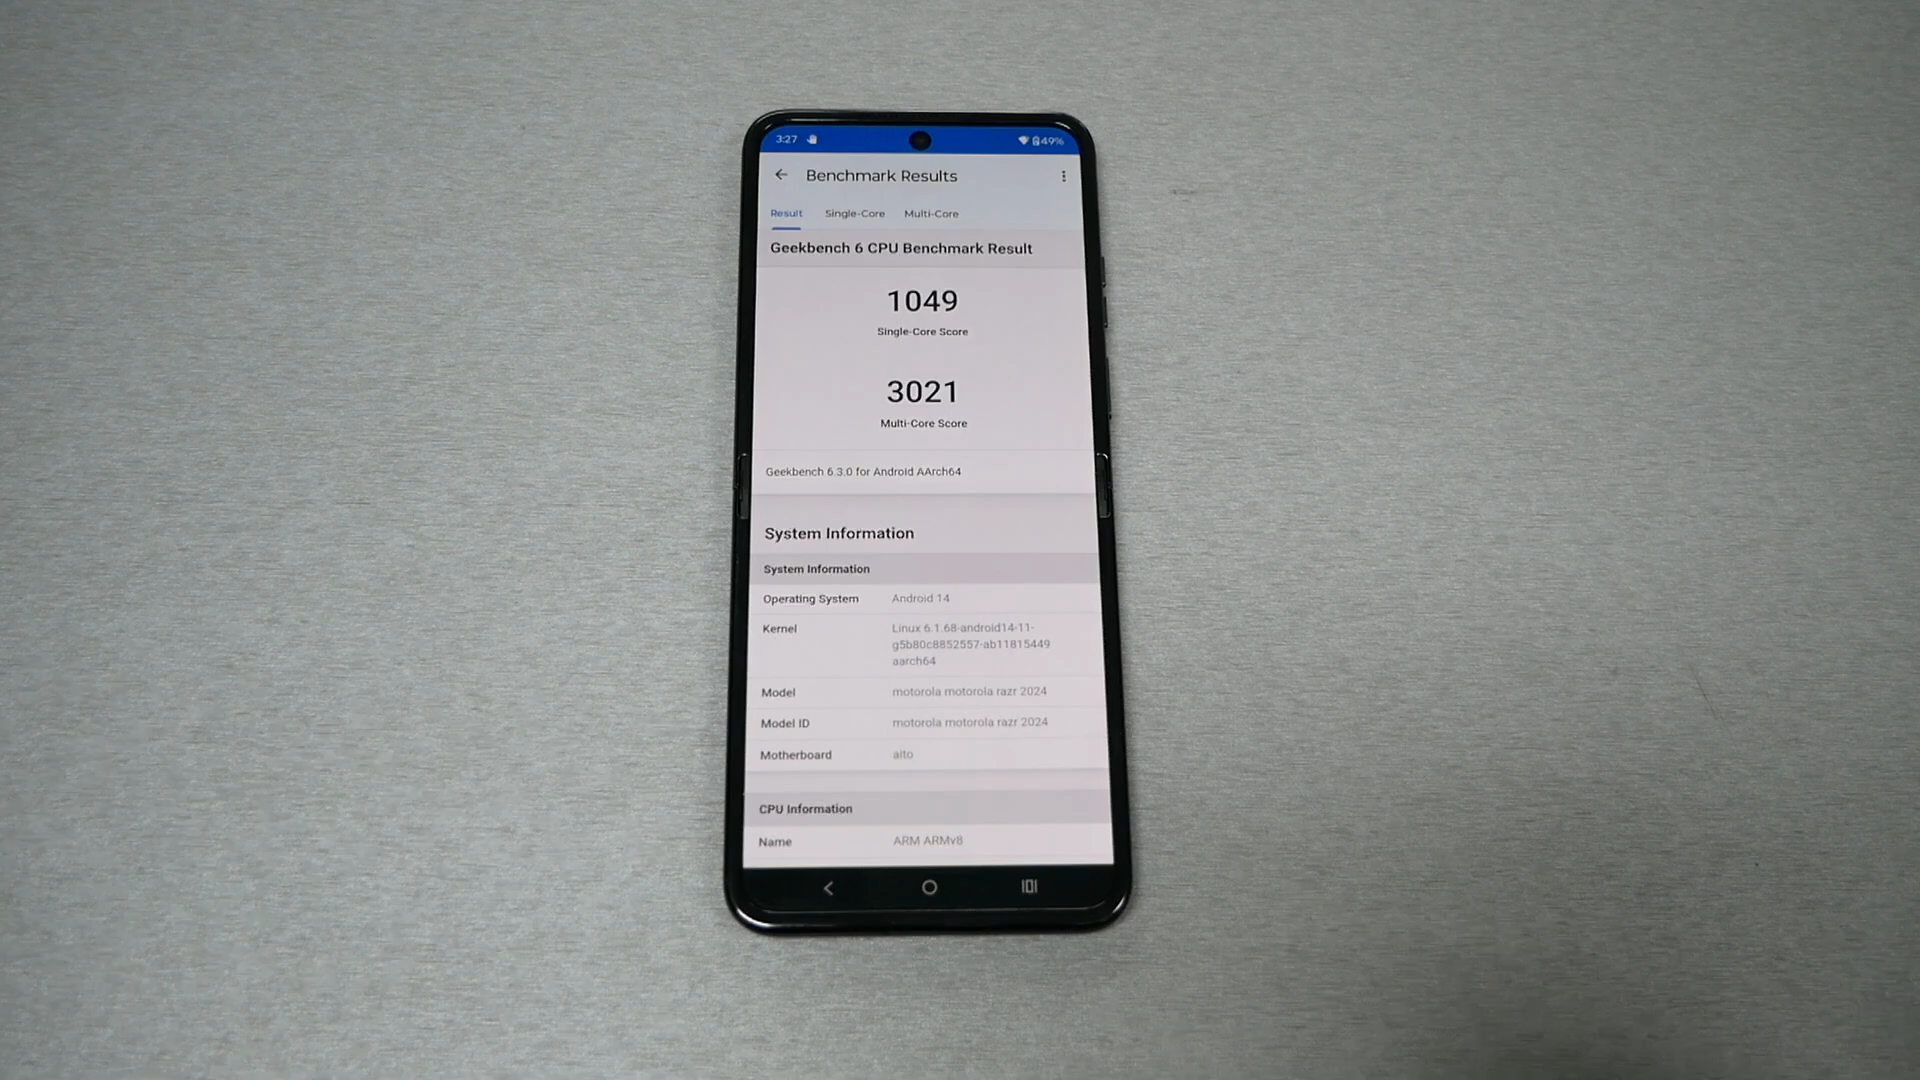 3:27 49%
Benchmark Results
Result Single-Core Multi-Core
Geekbench 6 CPU Benchmark Result
1049
Single-Core Score
3021
Multi-Core Score
Geekbench 6.3.0 for Android AArch64
System Information
System Information
Operating System Android 14
Kernel Linux 6.1.68-android14-11-
g5b80c8852557-ab11815449
aarch64
Model motorola motorola razr 2024
Model ID motorola motorola razr 2024
Motherboard aito
CPU Information
Name ARM ARMv8